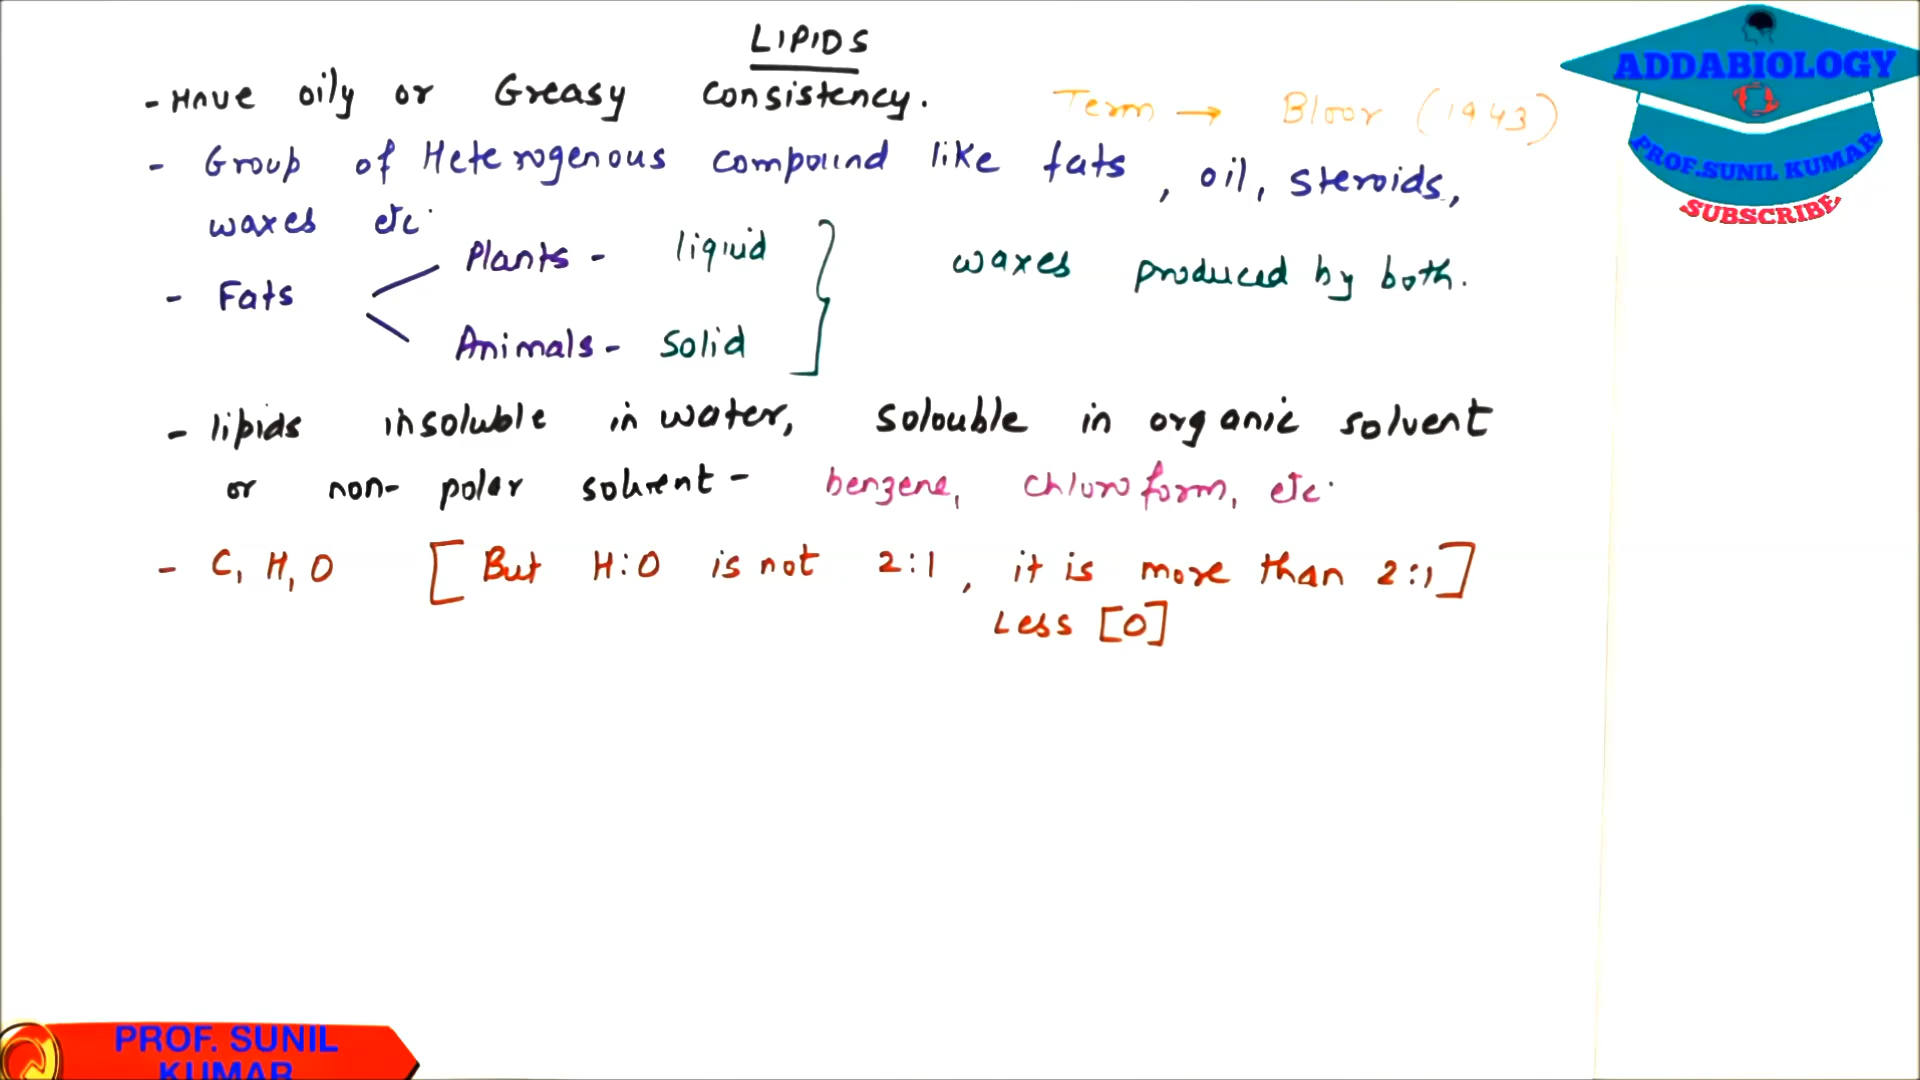 LIPIDS
- Have oily or Greasy consistency.
Term → Bloor (1943)
- Group of Heterogenous compound like fats, oil, steroids,
waxes etc.
- Fats
Plants - liquid
Animals - Solid
waxes produced by both.
- lipids insoluble in water, solouble in organic solvent
or non-polar solvent - benzene, chloroform, etc.
- C, H, O [But H:O is not 2:1, it is more than 2:1]
Less [O]
ADDABIOLOGY
PROF.SUNIL KUMAR
SUBSCRIBE
PROF. SUNIL
KUMAR